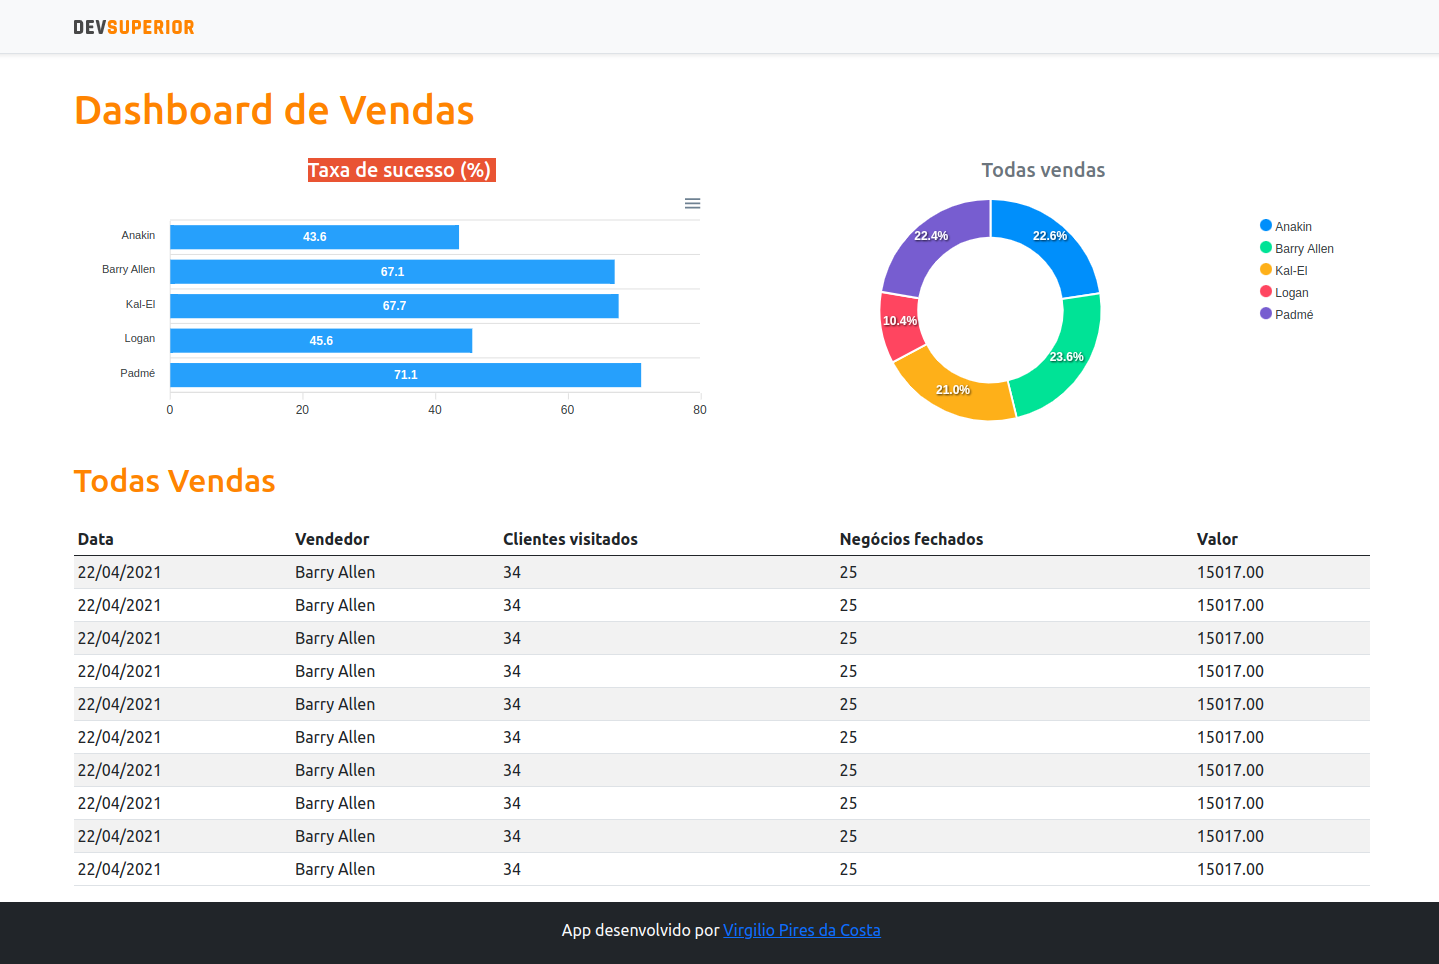 DEVSUPERIOR
Dashboard de Vendas
Taxa de sucesso (%)
Anakin
43.6
Barry Allen
67.1
Kal-El
67.7
Logan
45.6
Padmé
71.1
0 20 40 60 80
Todas vendas
22.4% 22.6%
10.4%
23.6%
21.0%
Anakin
Barry Allen
Kal-El
Logan
Padmé
Todas Vendas
Data Vendedor Clientes visitados Negócios fechados Valor
22/04/2021 Barry Allen 34 25 15017.00
22/04/2021 Barry Allen 34 25 15017.00
22/04/2021 Barry Allen 34 25 15017.00
22/04/2021 Barry Allen 34 25 15017.00
22/04/2021 Barry Allen 34 25 15017.00
22/04/2021 Barry Allen 34 25 15017.00
22/04/2021 Barry Allen 34 25 15017.00
22/04/2021 Barry Allen 34 25 15017.00
22/04/2021 Barry Allen 34 25 15017.00
22/04/2021 Barry Allen 34 25 15017.00
App desenvolvido por Virgilio Pires da Costa